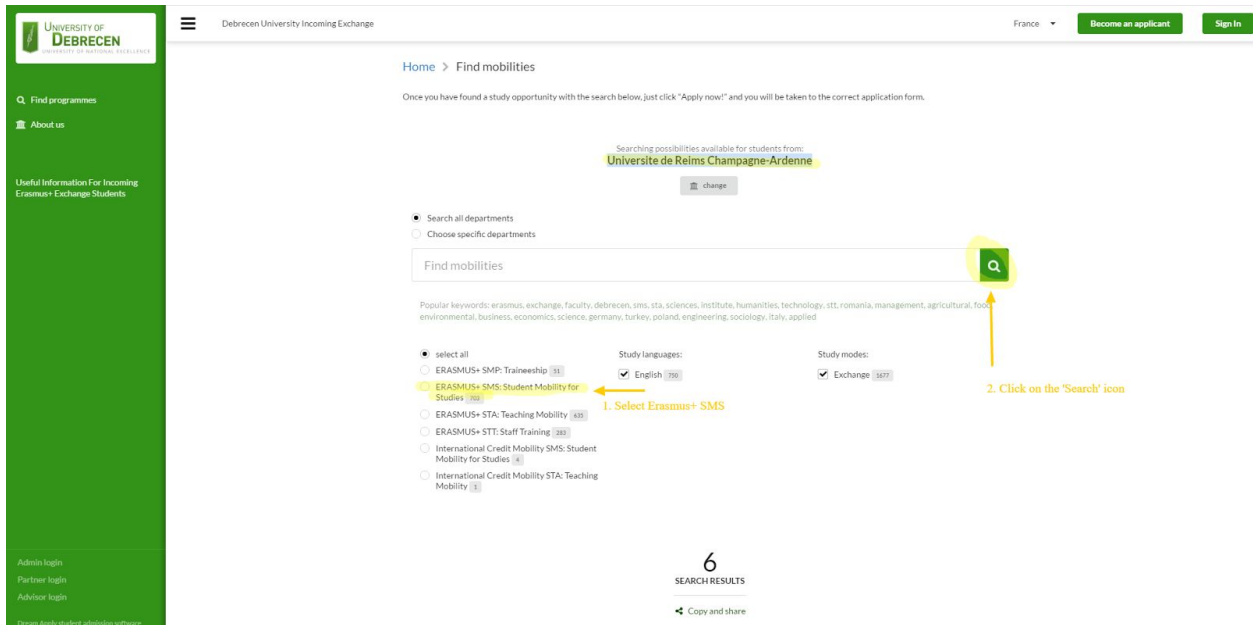 UNIVERSITY OF
DEBRECEN
UNIVERSITY OF NATIONAL EXCELLENCE
Debrecen University Incoming Exchange
France
Become an applicant
Sign In
Find programmes
About us
Useful Information For Incoming
Erasmus+ Exchange Students
Home > Find mobilities
Once you have found a study opportunity with the search below, just click "Apply now!" and you will be taken to the correct application form.
Searching possibilities available for students from:
Universite de Reims Champagne-Ardenne
change
Search all departments
Choose specific departments
Find mobilities
Popular keywords: erasmus, exchange, faculty, debrecen, sms, sta, sciences, institute, humanities, technology, stt, romania, management, agricultural, food,
environmental, business, economics, science, germany, turkey, poland, engineering, sociology, italy, applied
select all
ERASMUS+ SMP: Traineeship 51
ERASMUS+ SMS: Student Mobility for
Studies 703
ERASMUS+ STA: Teaching Mobility 635
ERASMUS+ STT: Staff Training 283
International Credit Mobility SMS: Student
Mobility for Studies 4
International Credit Mobility STA: Teaching
Mobility 1
Study languages:
English 750
Study modes:
Exchange 1677
1. Select Erasmus+ SMS
2. Click on the 'Search' icon
6
SEARCH RESULTS
Copy and share
Admin login
Partner login
Advisor login
Dream Apply student admission software